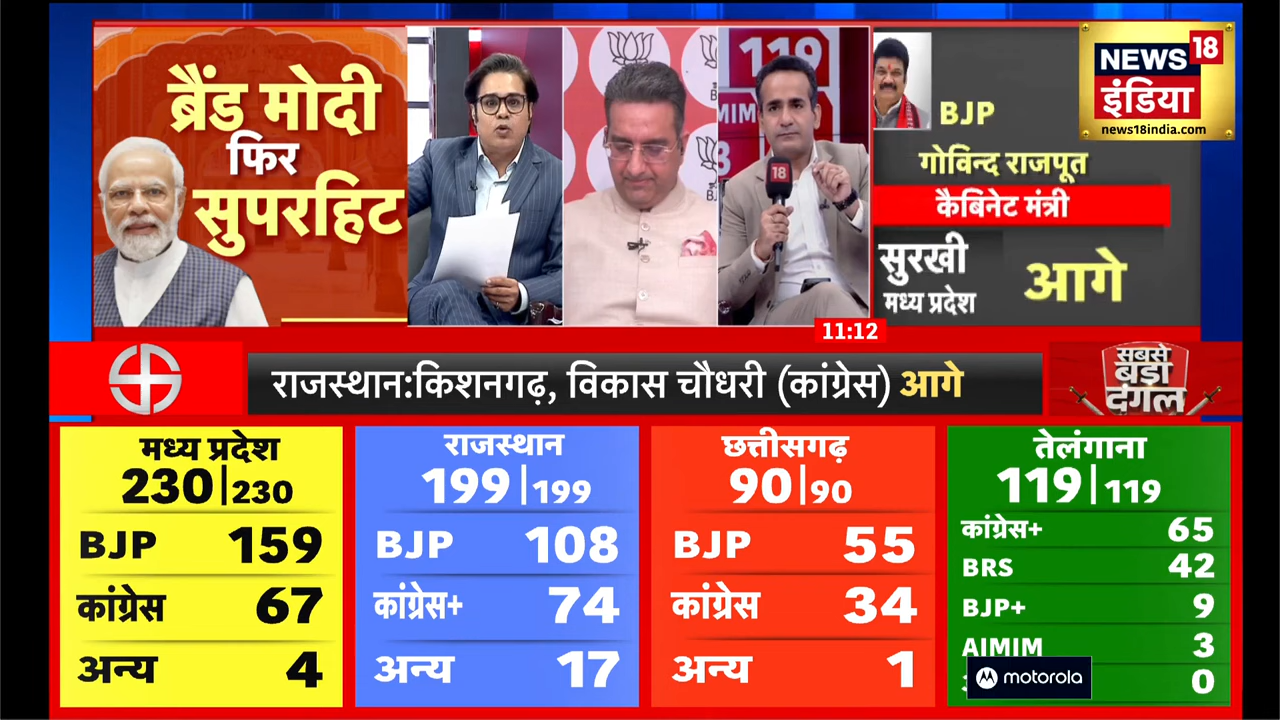 ब्रैंड मोदी
फिर
सुपरहिट
119
MIM
3
18
BJP
गोविन्द राजपूत
कैबिनेट मंत्री
सुरखी
मध्य प्रदेश
आगे
NEWS 18
इंडिया
news18india.com
11:12
राजस्थान:किशनगढ़, विकास चौधरी (कांग्रेस) आगे
सबसे
बड़ा
दंगल
मध्य प्रदेश
230|230
BJP 159
कांग्रेस 67
अन्य 4
राजस्थान
199|199
BJP 108
कांग्रेस+ 74
अन्य 17
छत्तीसगढ़
90|90
BJP 55
कांग्रेस 34
अन्य 1
तेलंगाना
119|119
कांग्रेस+ 65
BRS 42
BJP+ 9
AIMIM 3
0
motorola